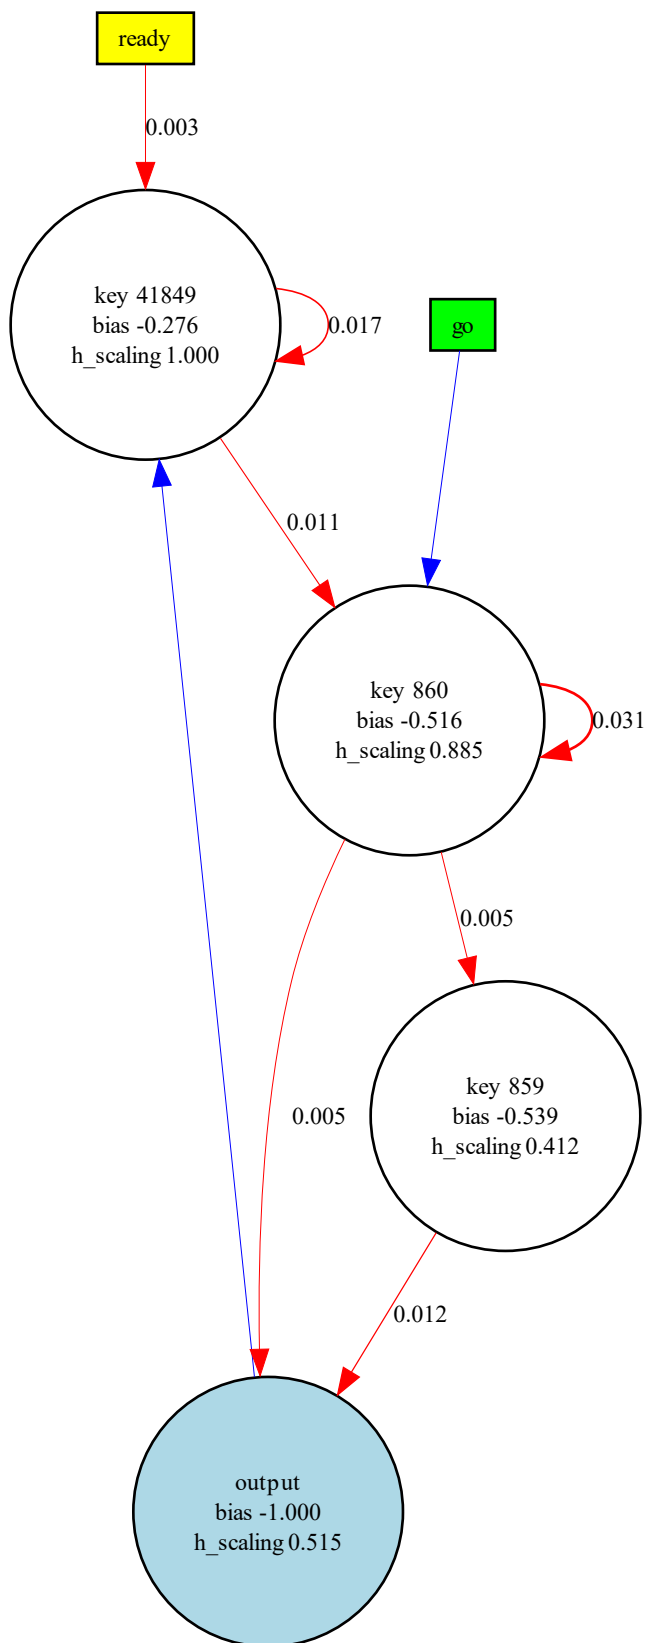 ready
0.003
key 41849
bias -0.276
h_scaling 1.000
0.017
go
0.011
key 860
bias -0.516
h_scaling 0.885
0.031
0.005
0.005
key 859
bias -0.539
h_scaling 0.412
0.012
output
bias -1.000
h_scaling 0.515